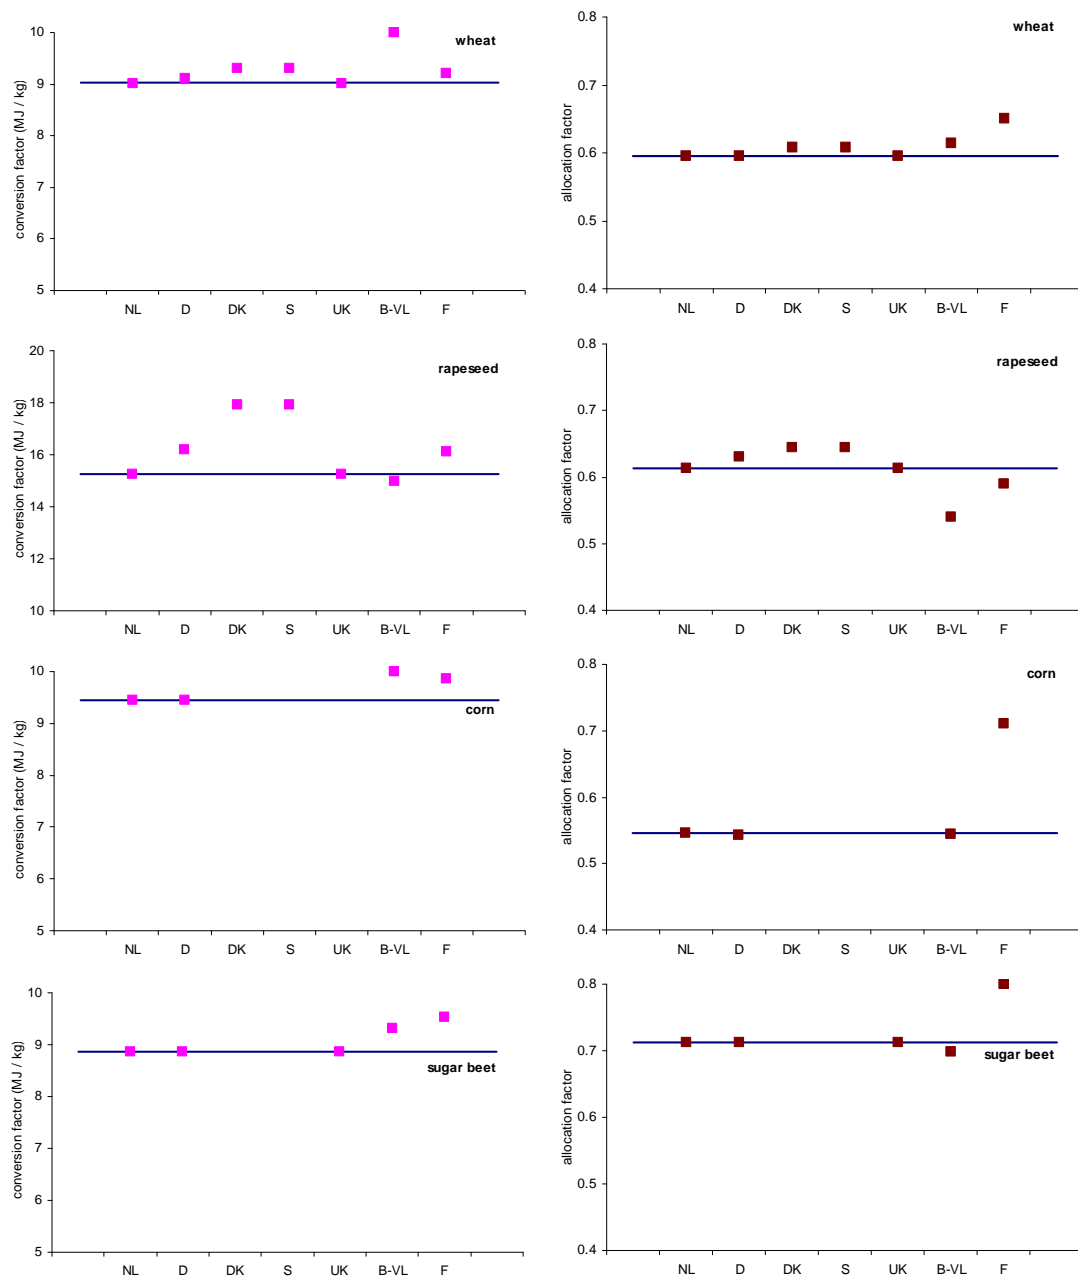 10
9
8
7
6
5
conversion factor (MJ / kg)
wheat
NL D DK S UK B-VL F
0.8
0.7
0.6
0.5
0.4
allocation factor
wheat
NL D DK S UK B-VL F
20
18
16
14
12
10
conversion factor (MJ / kg)
rapeseed
NL D DK S UK B-VL F
0.8
0.7
0.6
0.5
0.4
allocation factor
rapeseed
NL D DK S UK B-VL F
10
9
8
7
6
5
conversion factor (MJ / kg)
corn
NL D DK S UK B-VL F
0.8
0.7
0.6
0.5
0.4
allocation factor
corn
NL D DK S UK B-VL F
10
9
8
7
6
5
conversion factor (MJ / kg)
sugar beet
NL D DK S UK B-VL F
0.8
0.7
0.6
0.5
0.4
allocation factor
sugar beet
NL D DK S UK B-VL F